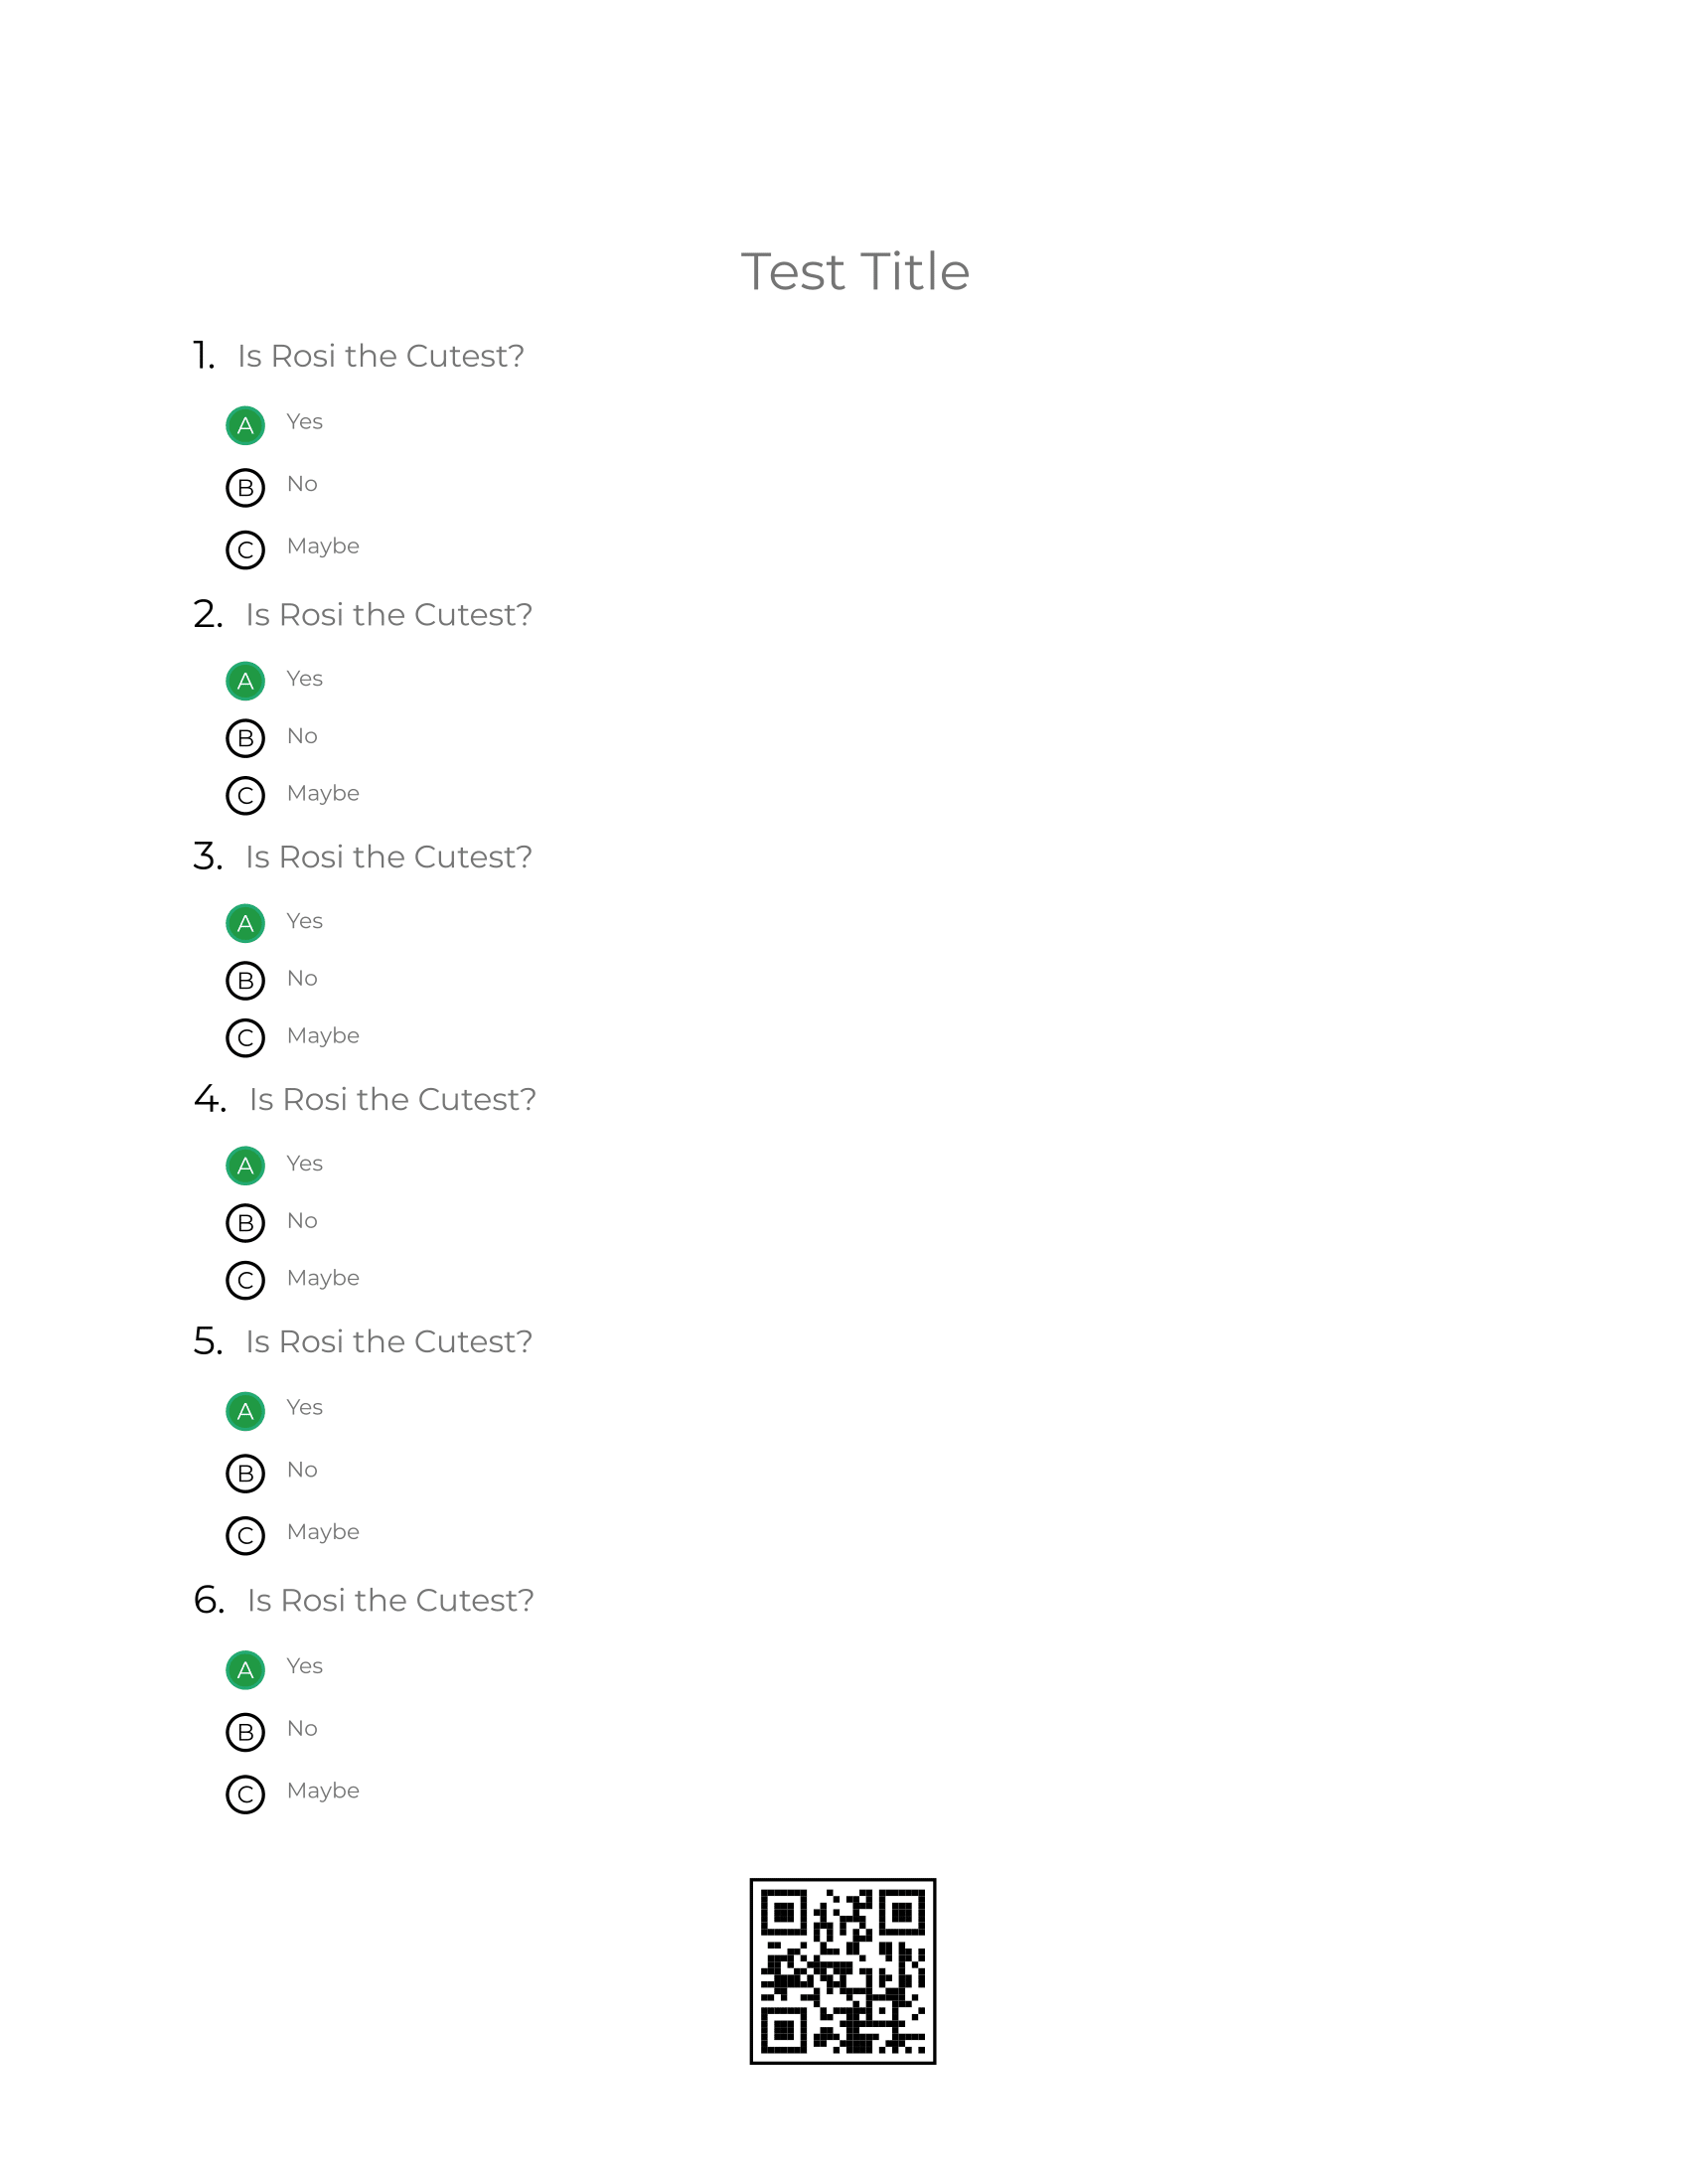 Test Title
1. Is Rosi the Cutest?
A Yes
B No
C Maybe
2. Is Rosi the Cutest?
A Yes
B No
C Maybe
3. Is Rosi the Cutest?
A Yes
B No
C Maybe
4. Is Rosi the Cutest?
A Yes
B No
C Maybe
5. Is Rosi the Cutest?
A Yes
B No
C Maybe
6. Is Rosi the Cutest?
A Yes
B No
C Maybe